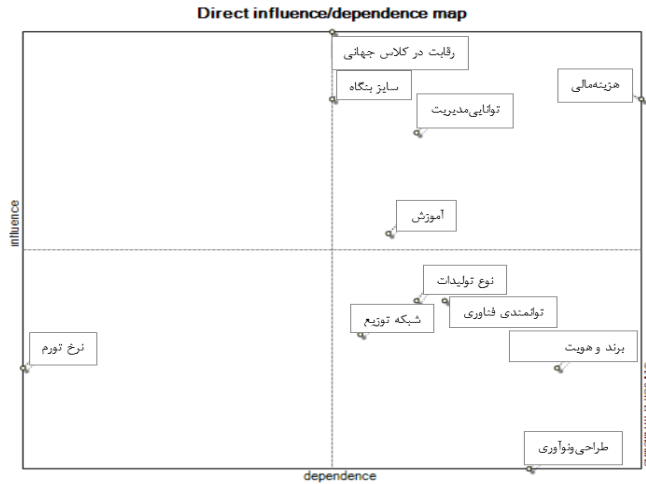 Direct influence/dependence map
رقابت در کلاس جهانی
سایز بنگاه
هزینه‌مالی
توانایی‌مدیریت
آموزش
influence
نوع تولیدات
توانمندی فناوری
شبکه توزیع
نرخ تورم
برند و هویت
طراحی‌ونوآوری
dependence